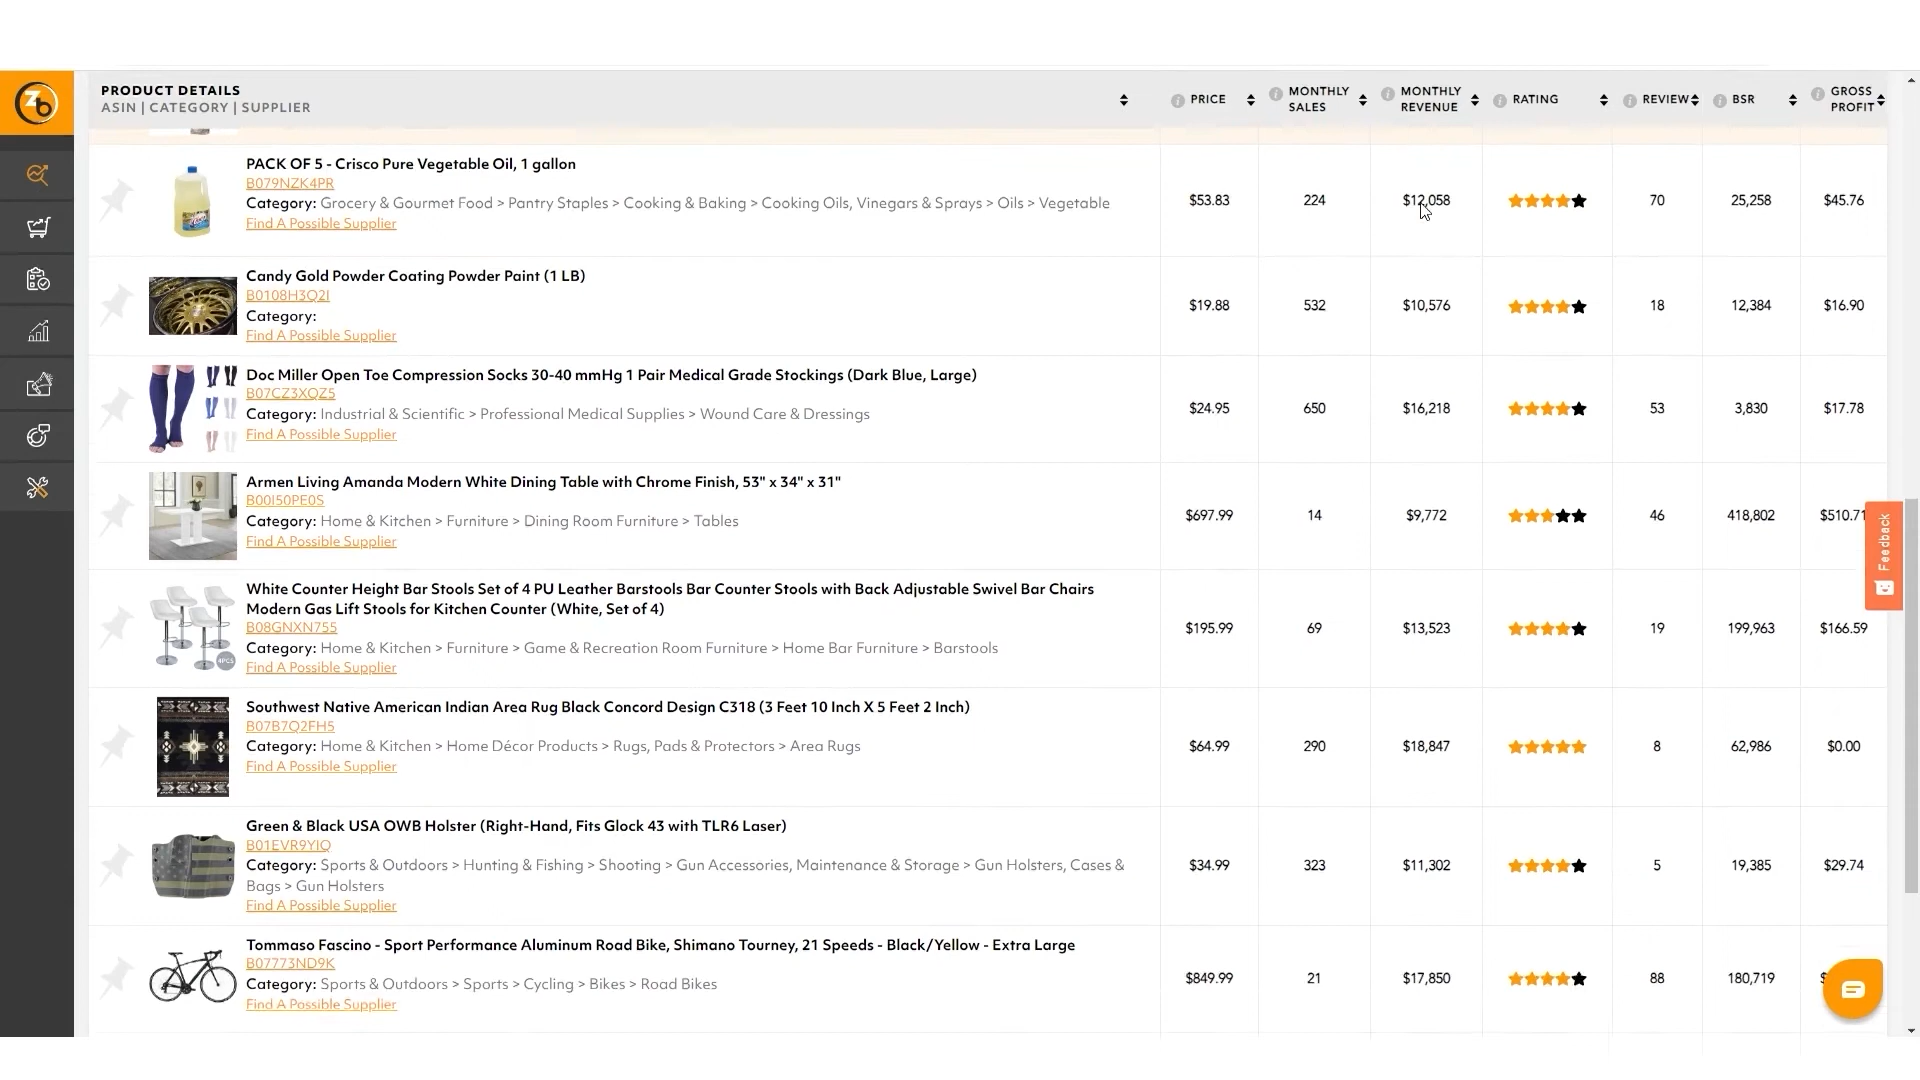 PRODUCT DETAILS
ASIN | CATEGORY | SUPPLIER
PRICE
MONTHLY SALES
MONTHLY REVENUE
RATING
REVIEW
BSR
GROSS PROFIT
PACK OF 5 - Crisco Pure Vegetable Oil, 1 gallon
B079NZK4PR
Category: Grocery & Gourmet Food > Pantry Staples > Cooking & Baking > Cooking Oils, Vinegars & Sprays > Oils > Vegetable
Find A Possible Supplier
$53.83 224 $12,058 70 25,258 $45.76
Candy Gold Powder Coating Powder Paint (1 LB)
B0108H3Q2I
Category:
Find A Possible Supplier
$19.88 532 $10,576 18 12,384 $16.90
Doc Miller Open Toe Compression Socks 30-40 mmHg 1 Pair Medical Grade Stockings (Dark Blue, Large)
B07CZ3XQZ5
Category: Industrial & Scientific > Professional Medical Supplies > Wound Care & Dressings
Find A Possible Supplier
$24.95 650 $16,218 53 3,830 $17.78
Armen Living Amanda Modern White Dining Table with Chrome Finish, 53" x 34" x 31"
B00I50PE0S
Category: Home & Kitchen > Furniture > Dining Room Furniture > Tables
Find A Possible Supplier
$697.99 14 $9,772 46 418,802 $510.71
Feedback
White Counter Height Bar Stools Set of 4 PU Leather Barstools Bar Counter Stools with Back Adjustable Swivel Bar Chairs
Modern Gas Lift Stools for Kitchen Counter (White, Set of 4)
B08GNXN755
Category: Home & Kitchen > Furniture > Game & Recreation Room Furniture > Home Bar Furniture > Barstools
Find A Possible Supplier
4PCS
$195.99 69 $13,523 19 199,963 $166.59
Southwest Native American Indian Area Rug Black Concord Design C318 (3 Feet 10 Inch X 5 Feet 2 Inch)
B07B7Q2FH5
Category: Home & Kitchen > Home Décor Products > Rugs, Pads & Protectors > Area Rugs
Find A Possible Supplier
$64.99 290 $18,847 8 62,986 $0.00
Green & Black USA OWB Holster (Right-Hand, Fits Glock 43 with TLR6 Laser)
B01EVR9YIQ
Category: Sports & Outdoors > Hunting & Fishing > Shooting > Gun Accessories, Maintenance & Storage > Gun Holsters, Cases &
Bags > Gun Holsters
Find A Possible Supplier
$34.99 323 $11,302 5 19,385 $29.74
Tommaso Fascino - Sport Performance Aluminum Road Bike, Shimano Tourney, 21 Speeds - Black/Yellow - Extra Large
B07773ND9K
Category: Sports & Outdoors > Sports > Cycling > Bikes > Road Bikes
Find A Possible Supplier
$849.99 21 $17,850 88 180,719